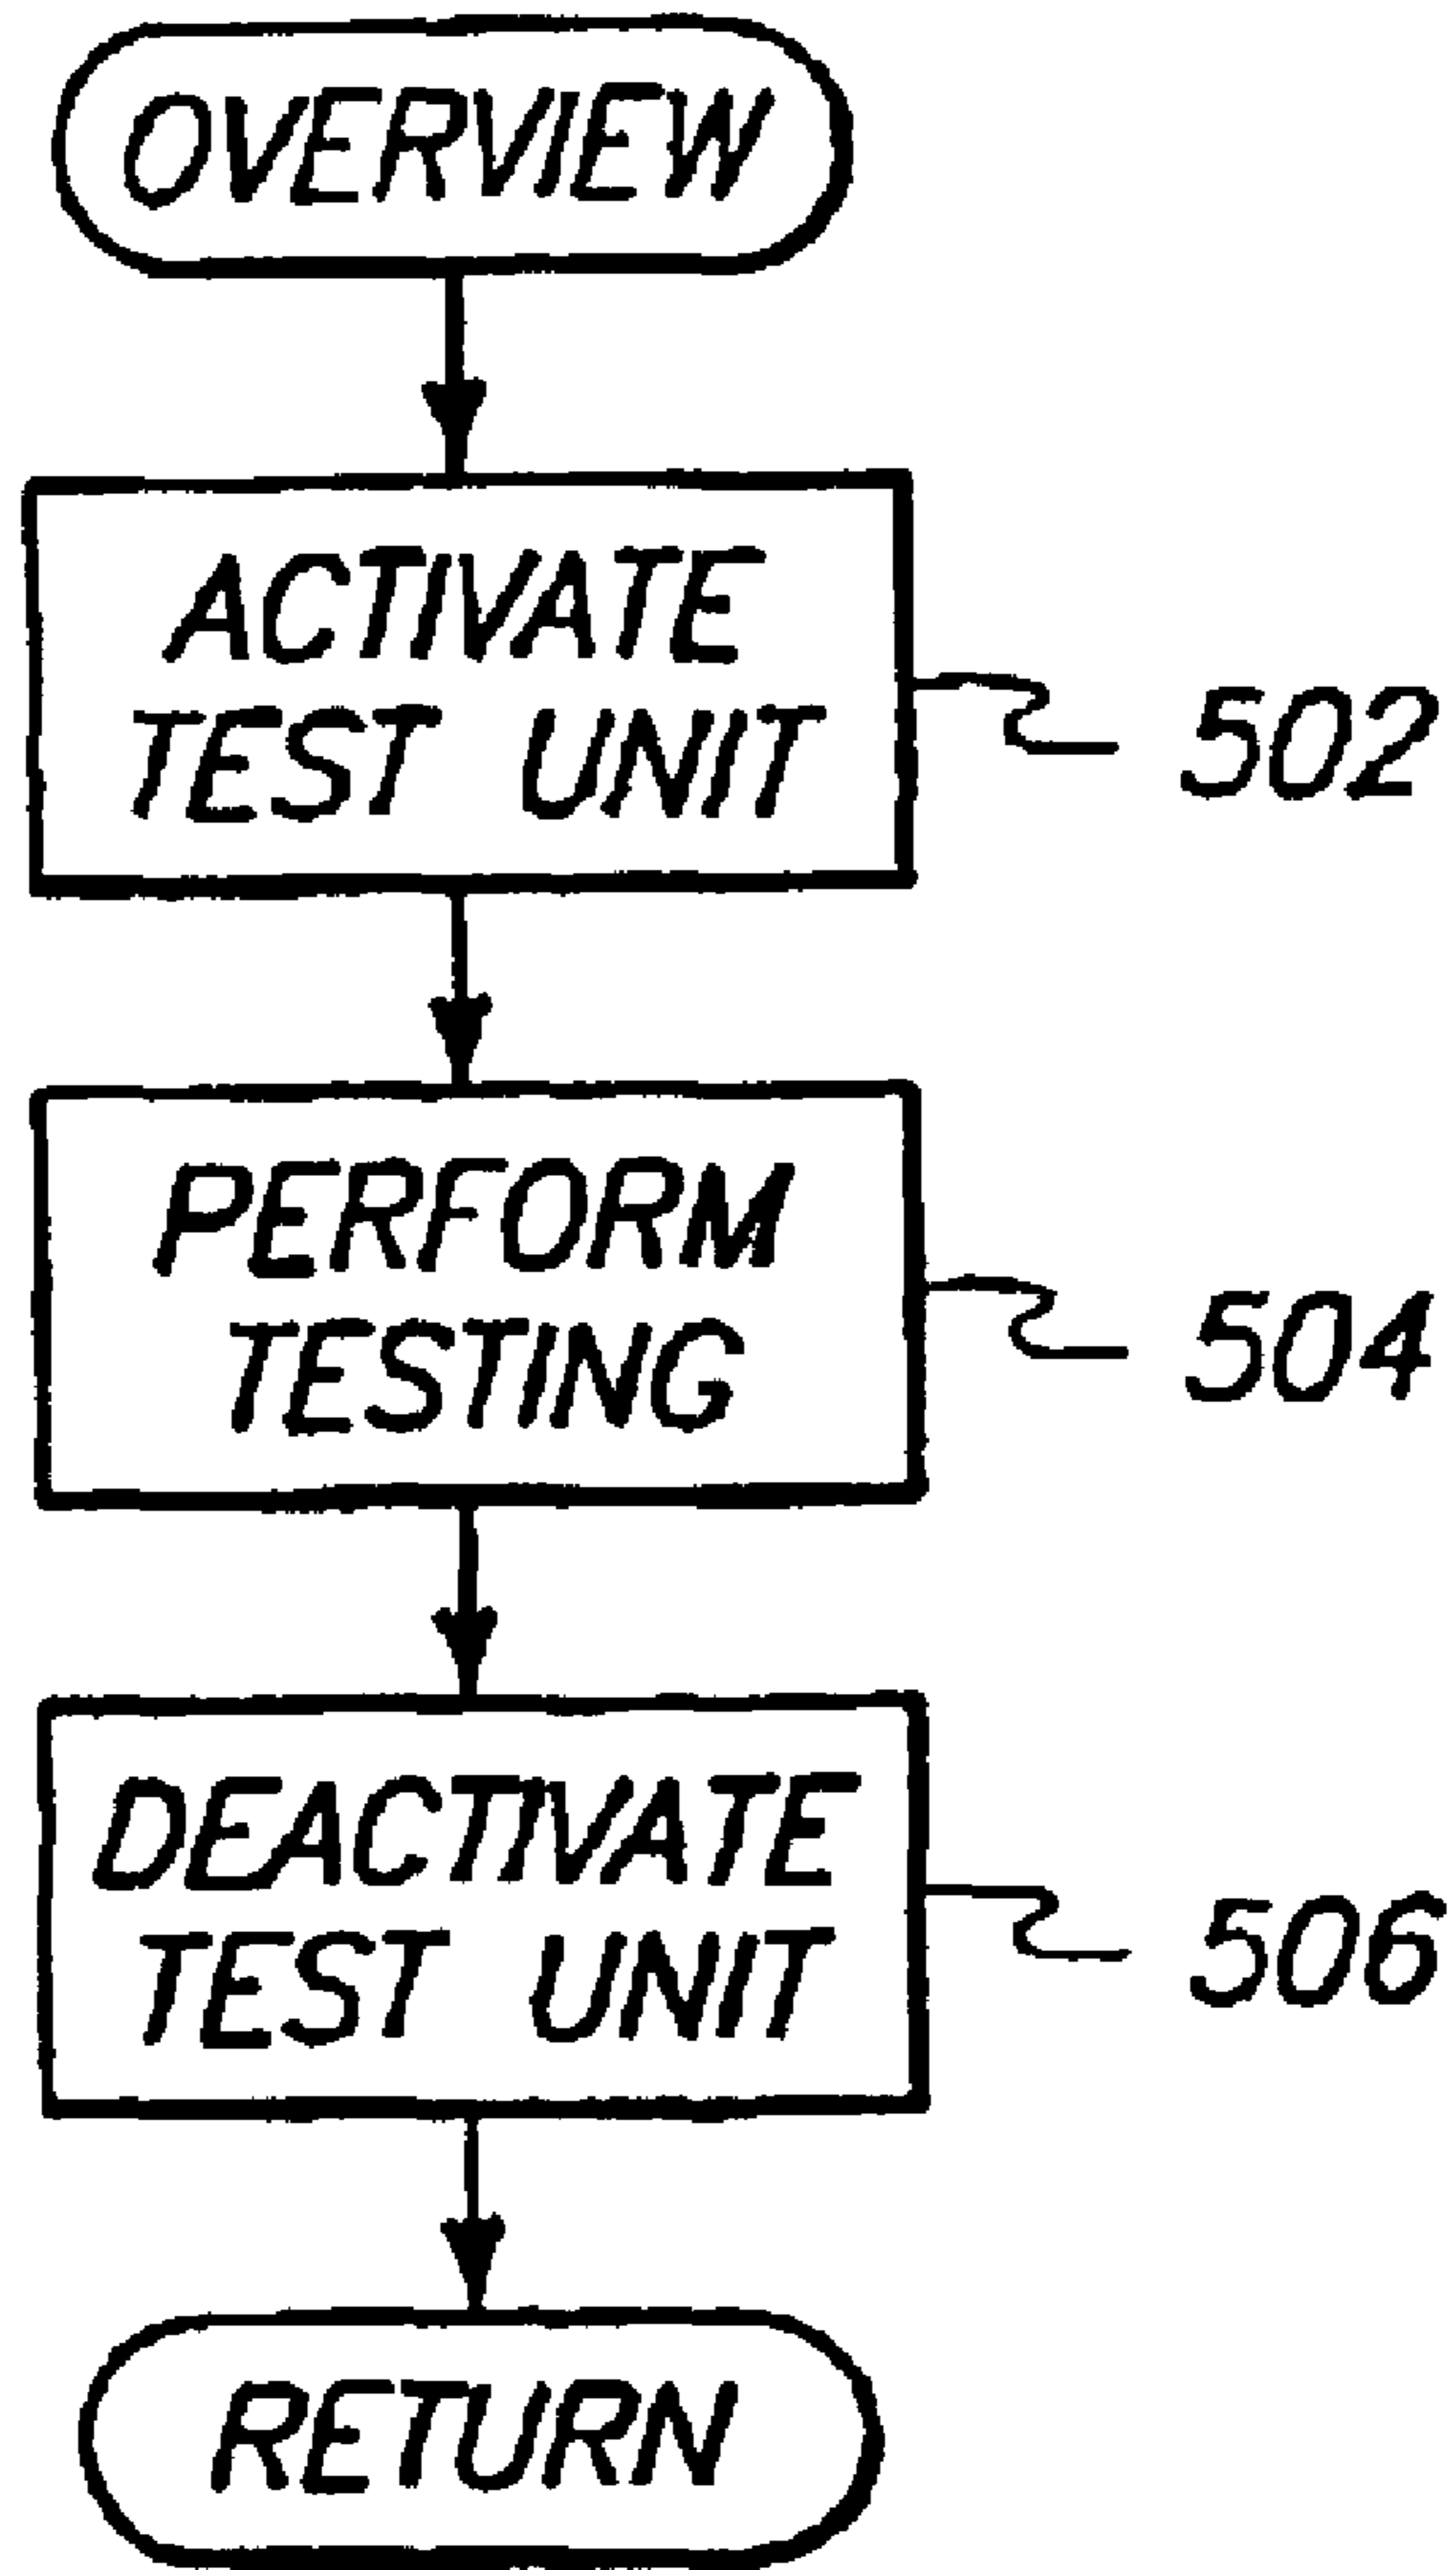 OVERVIEW
ACTIVATE
TEST UNIT
502
PERFORM
TESTING
504
DEACTIVATE
TEST UNIT
506
RETURN